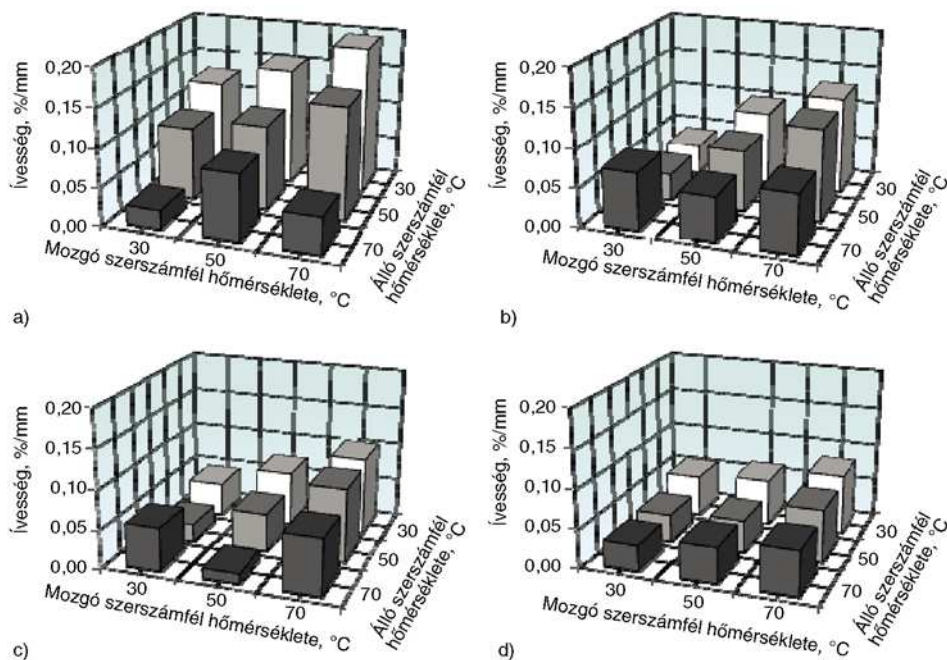 a)
Ívesség, %/mm
0,20
0,15
0,10
0,05
0,00
30
50
70
Mozgó szerszámfél hőmérséklete, °C
30
50
70
Álló szerszámfél
hőmérséklete, °C
b)
Ívesség, %/mm
0,20
0,15
0,10
0,05
0,00
30
50
70
Mozgó szerszámfél hőmérséklete, °C
30
50
70
Álló szerszámfél
hőmérséklete, °C
c)
Ívesség, %/mm
0,20
0,15
0,10
0,05
0,00
30
50
70
Mozgó szerszámfél hőmérséklete, °C
30
50
70
Álló szerszámfél
hőmérséklete, °C
d)
Ívesség, %/mm
0,20
0,15
0,10
0,05
0,00
30
50
70
Mozgó szerszámfél hőmérséklete, °C
30
50
70
Álló szerszámfél
hőmérséklete, °C